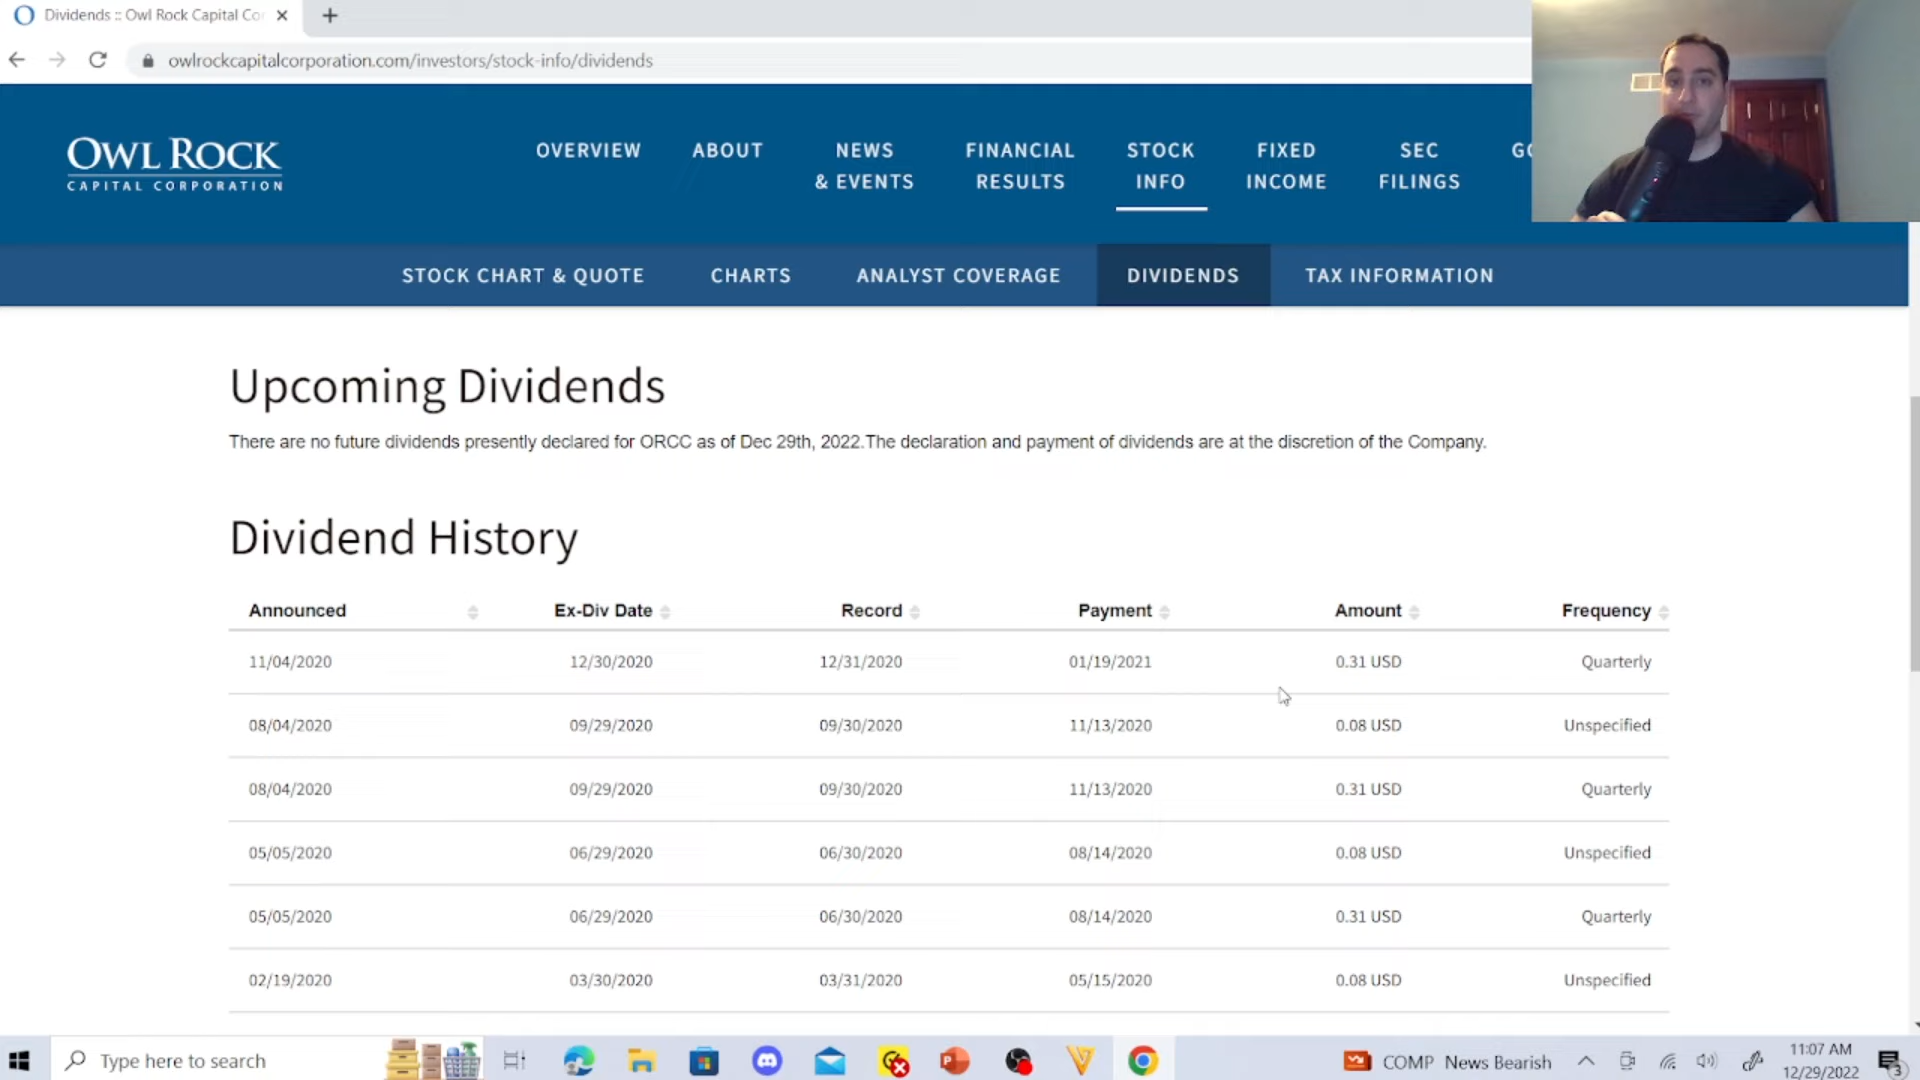 Dividends :: Owl Rock Capital Co
owlrockcapitalcorporation.com/investors/stock-info/dividends
OWL ROCK
CAPITAL CORPORATION
OVERVIEW
ABOUT
NEWS
& EVENTS
FINANCIAL
RESULTS
STOCK
INFO
FIXED
INCOME
SEC
FILINGS
STOCK CHART & QUOTE CHARTS ANALYST COVERAGE DIVIDENDS TAX INFORMATION
Upcoming Dividends
There are no future dividends presently declared for ORCC as of Dec 29th, 2022.The declaration and payment of dividends are at the discretion of the Company.
Dividend History
Announced Ex-Div Date Record Payment Amount Frequency
11/04/2020 12/30/2020 12/31/2020 01/19/2021 0.31 USD Quarterly
08/04/2020 09/29/2020 09/30/2020 11/13/2020 0.08 USD Unspecified
08/04/2020 09/29/2020 09/30/2020 11/13/2020 0.31 USD Quarterly
05/05/2020 06/29/2020 06/30/2020 08/14/2020 0.08 USD Unspecified
05/05/2020 06/29/2020 06/30/2020 08/14/2020 0.31 USD Quarterly
02/19/2020 03/30/2020 03/31/2020 05/15/2020 0.08 USD Unspecified
Type here to search
COMP News Bearish
11:07 AM
12/29/2022
3